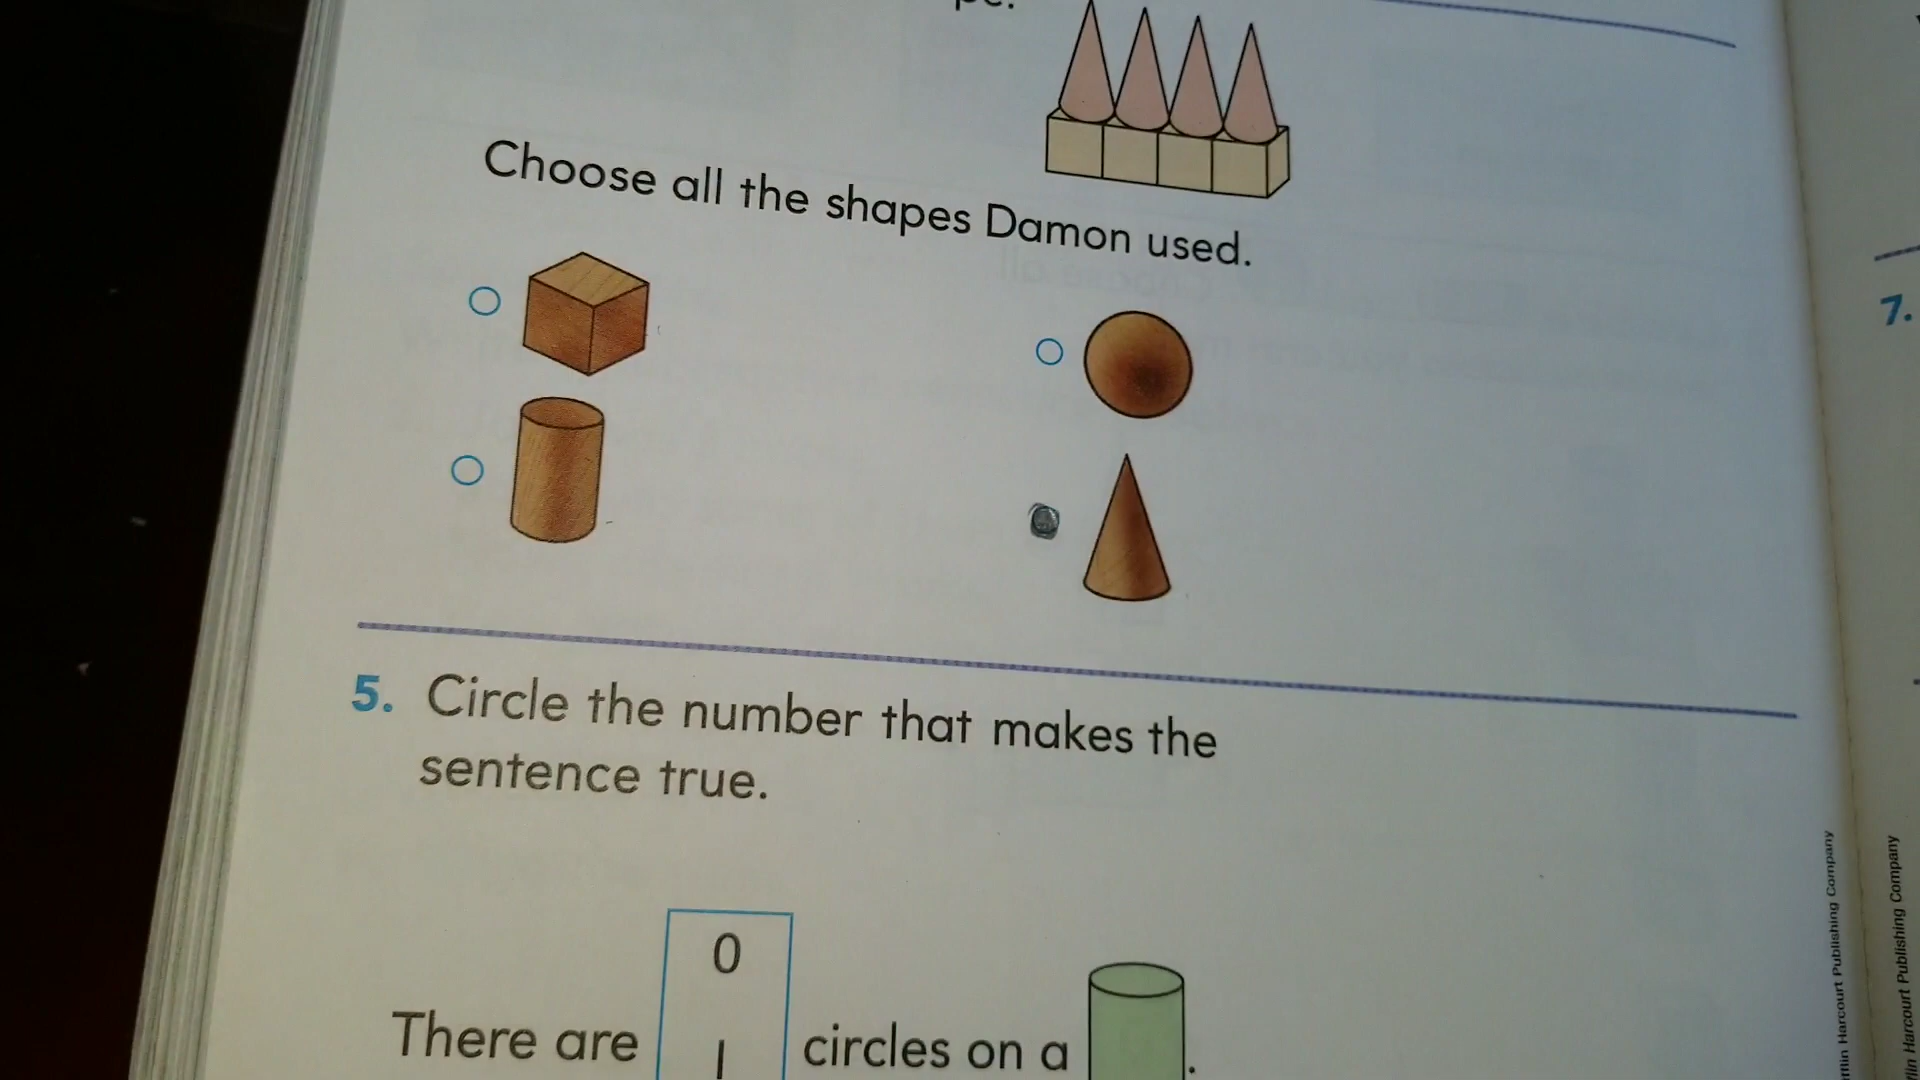 Choose all the shapes Damon used.
5. Circle the number that makes the
sentence true.
0
There are 1 circles on a .
7.
Harcourt Publishing Company
Harcourt Publishing Company